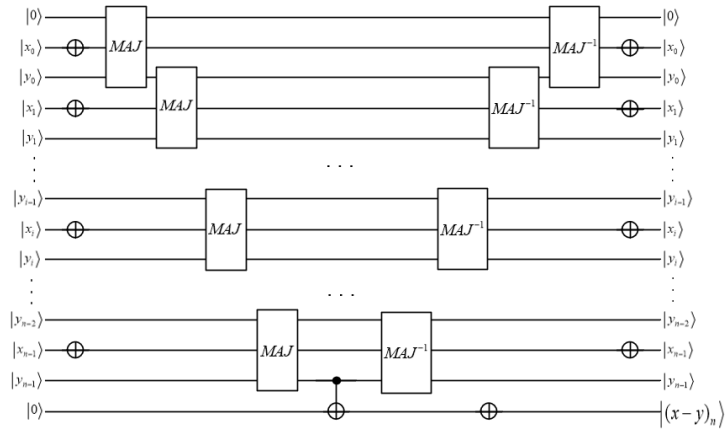 |0⟩ MAJ MAJ⁻¹ |0⟩
|x₀⟩ |x₀⟩
|y₀⟩ |y₀⟩
MAJ MAJ⁻¹
|x₁⟩ |x₁⟩
|y₁⟩ |y₁⟩
. . .
|yᵢ₋₁⟩ |yᵢ₋₁⟩
|xᵢ⟩ MAJ MAJ⁻¹ |xᵢ⟩
|yᵢ⟩ |yᵢ⟩
. . .
|yₙ₋₂⟩ |yₙ₋₂⟩
|xₙ₋₁⟩ MAJ MAJ⁻¹ |xₙ₋₁⟩
|yₙ₋₁⟩ |yₙ₋₁⟩
|0⟩ |(x−y)ₙ⟩